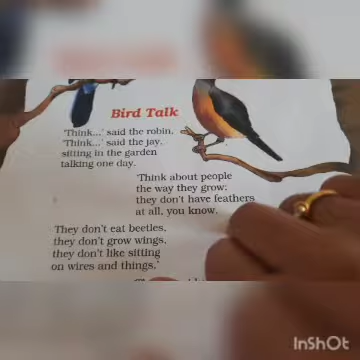 Bird Talk
'Think...' said the robin,
'Think...' said the jay,
sitting in the garden
talking one day.
'Think about people
the way they grow;
they don't have feathers
at all, you know.
They don't eat beetles,
they don't grow wings,
they don't like sitting
on wires and things.'
InShOt